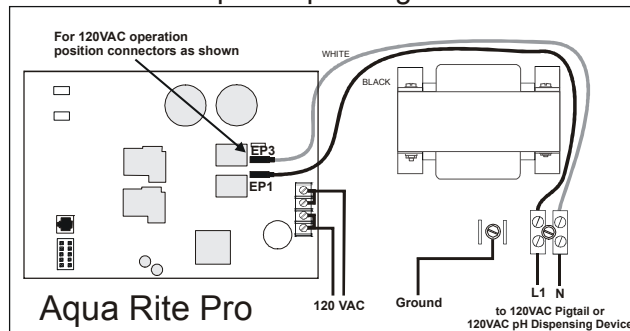 For 120VAC operation
position connectors as shown
WHITE
BLACK
EP3
EP1
120 VAC
Ground
L1 N
to 120VAC Pigtail or
120VAC pH Dispensing Device
Aqua Rite Pro